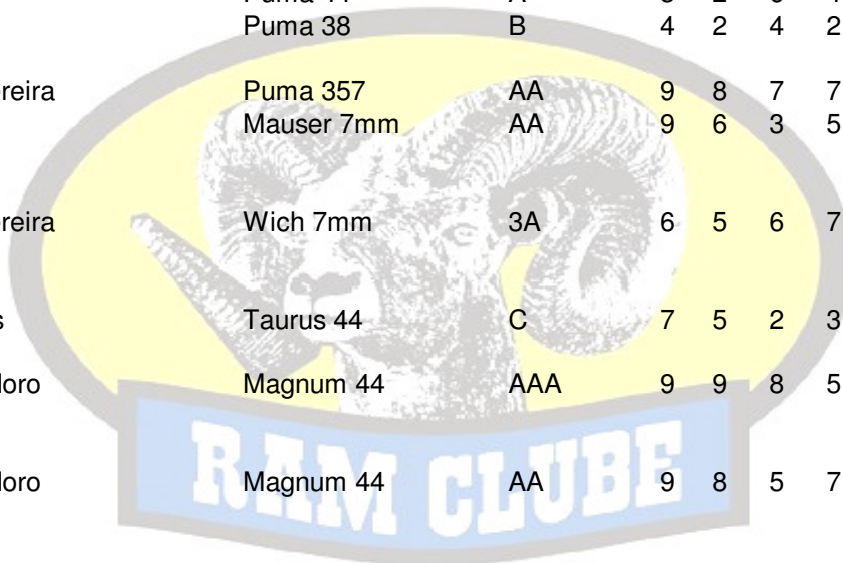 Puma 38 B 4 2 4 2
reira Puma 357 AA 9 8 7 7
Mauser 7mm AA 9 6 3 5
reira Wich 7mm 3A 6 5 6 7
s Taurus 44 C 7 5 2 3
loro Magnum 44 AAA 9 9 8 5
loro Magnum 44 AA 9 8 5 7
RAM CLUBE